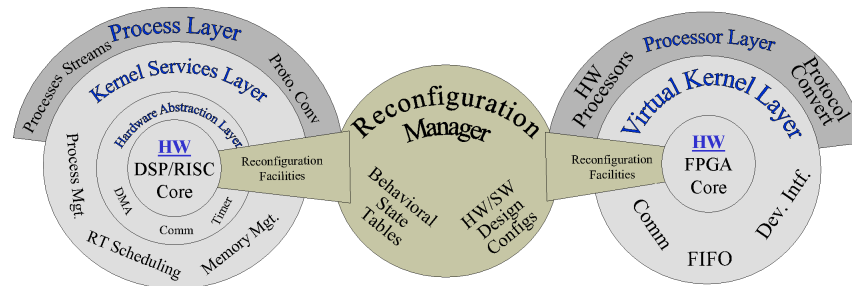 Process Layer
Processes Streams
Proto. Conv
Kernel Services Layer
Hardware Abstraction Layer
HW
DSP/RISC
Core
DMA
Comm
Timer
Process Mgt.
RT Scheduling
Memory Mgt.
Reconfiguration
Facilities
Reconfiguration
Manager
Behavioral
State
Tables
HW/SW
Design
Configs
Reconfiguration
Facilities
Processor Layer
HW
Processors
Protocol
Convert
Virtual Kernel Layer
HW
FPGA
Core
Comm
FIFO
Dev. Intf.